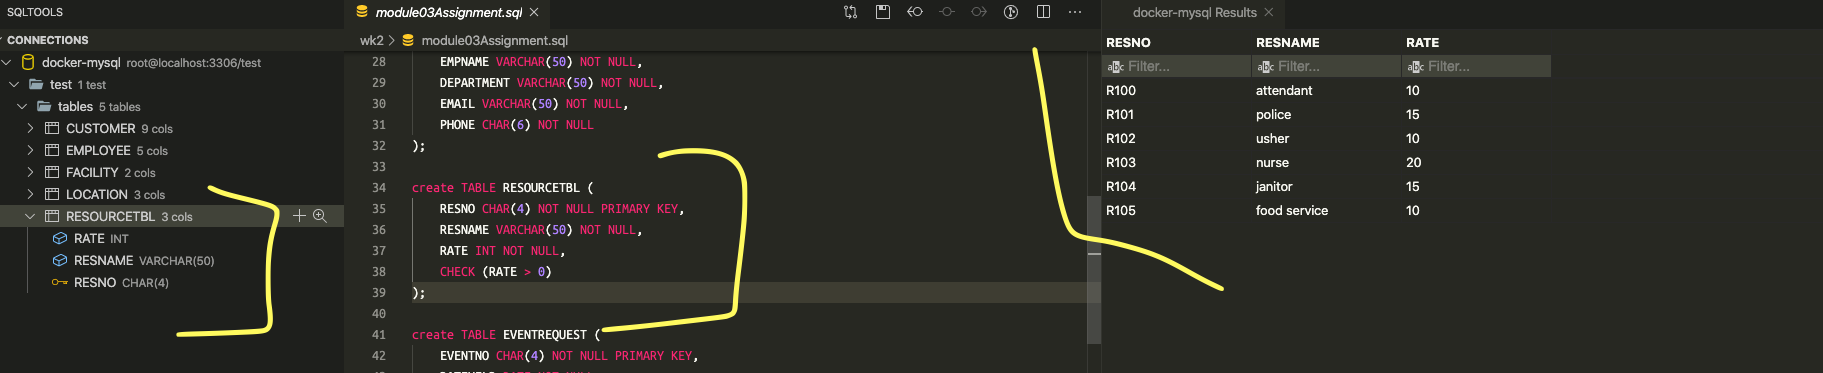 SQLTOOLS
CONNECTIONS
docker-mysql root@localhost:3306/test
test 1 test
tables 5 tables
CUSTOMER 9 cols
EMPLOYEE 5 cols
FACILITY 2 cols
LOCATION 3 cols
RESOURCETBL 3 cols
RATE INT
RESNAME VARCHAR(50)
RESNO CHAR(4)
module03Assignment.sql
wk2 > module03Assignment.sql
28 EMPNAME VARCHAR(50) NOT NULL,
29 DEPARTMENT VARCHAR(50) NOT NULL,
30 EMAIL VARCHAR(50) NOT NULL,
31 PHONE CHAR(6) NOT NULL
32 );
33
34 create TABLE RESOURCETBL (
35 RESNO CHAR(4) NOT NULL PRIMARY KEY,
36 RESNAME VARCHAR(50) NOT NULL,
37 RATE INT NOT NULL,
38 CHECK (RATE > 0)
39 );
40
41 create TABLE EVENTREQUEST (
42 EVENTNO CHAR(4) NOT NULL PRIMARY KEY,
docker-mysql Results
RESNO RESNAME RATE
abc Filter... abc Filter... abc Filter...
R100 attendant 10
R101 police 15
R102 usher 10
R103 nurse 20
R104 janitor 15
R105 food service 10